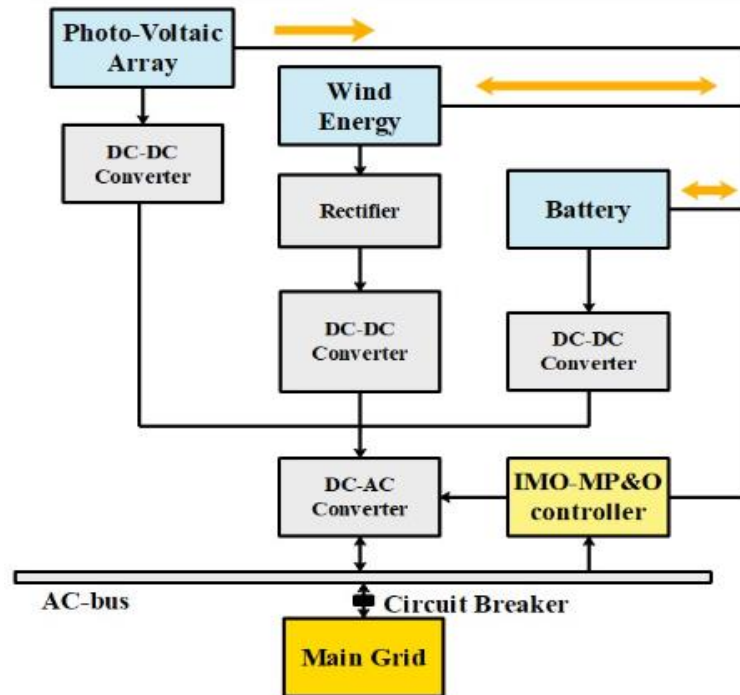 Photo-Voltaic
Array
Wind
Energy
DC-DC
Converter
Rectifier
Battery
DC-DC
Converter
DC-DC
Converter
DC-AC
Converter
IMO-MP&O
controller
AC-bus
Circuit Breaker
Main Grid